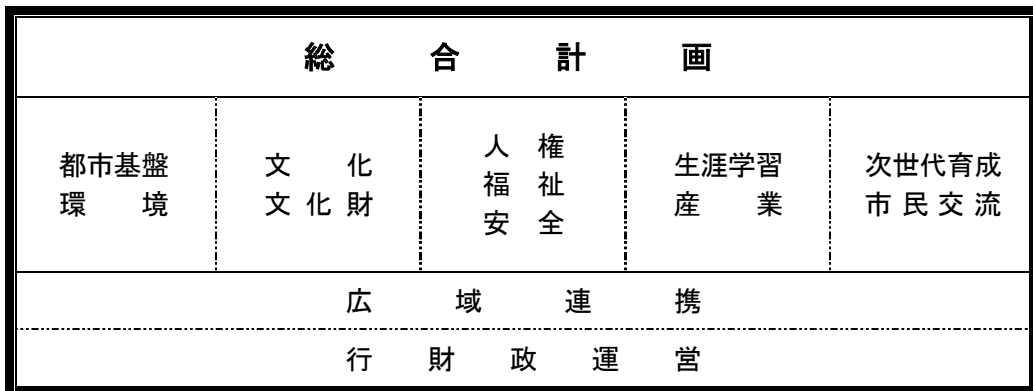 総合計画
都市基盤
環境
文化
文化財
人権
福祉
安全
生涯学習
産業
次世代育成
市民交流
広域連携
行財政運営